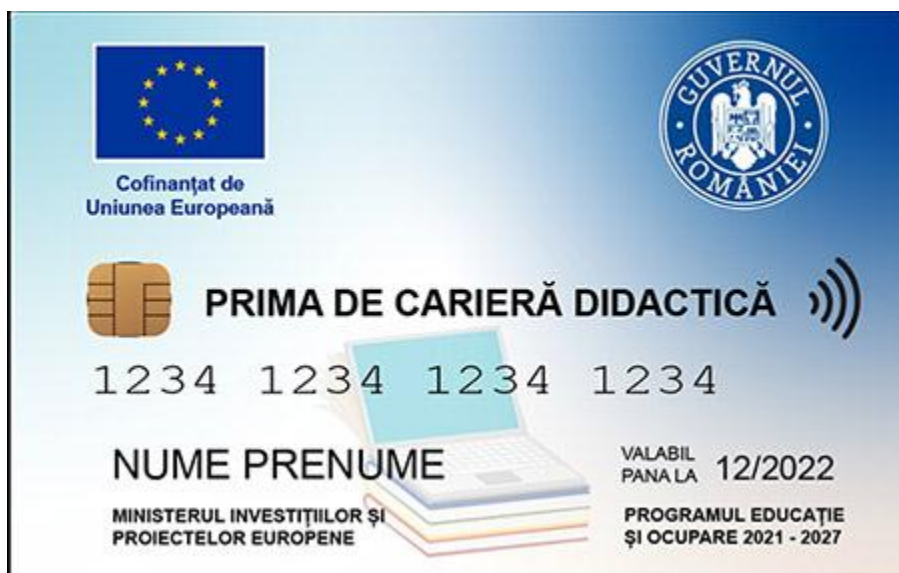 Cofinanțat de
Uniunea Europeană
GUVERNUL ROMÂNIEI
PRIMA DE CARIERĂ DIDACTICĂ
1234 1234 1234 1234
NUME PRENUME
VALABIL
PANA LA 12/2022
MINISTERUL INVESTIȚIILOR ȘI
PROIECTELOR EUROPENE
PROGRAMUL EDUCAȚIE
ȘI OCUPARE 2021 - 2027